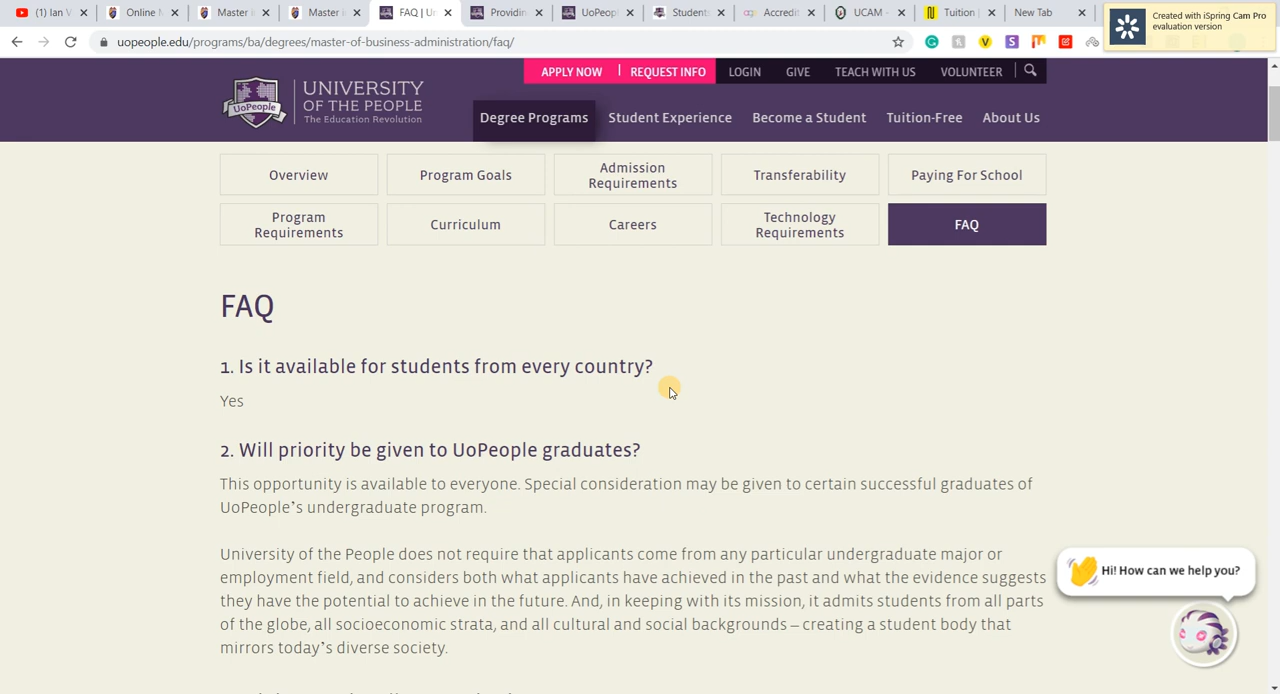 (1) Ian V
Online M
Master i
Master i
FAQ | U
Providin
UoPeopl
Students
Accredit
UCAM -
Tuition
New Tab
Created with iSpring Cam Pro
evaluation version
uopeople.edu/programs/ba/degrees/master-of-business-administration/faq/
APPLY NOW | REQUEST INFO LOGIN GIVE TEACH WITH US VOLUNTEER
UoPeople
UNIVERSITY
OF THE PEOPLE
The Education Revolution
Degree Programs Student Experience Become a Student Tuition-Free About Us
Overview
Program Goals
Admission
Requirements
Transferability
Paying For School
Program
Requirements
Curriculum
Careers
Technology
Requirements
FAQ
FAQ
1. Is it available for students from every country?
Yes
2. Will priority be given to UoPeople graduates?
This opportunity is available to everyone. Special consideration may be given to certain successful graduates of
UoPeople's undergraduate program.
University of the People does not require that applicants come from any particular undergraduate major or
employment field, and considers both what applicants have achieved in the past and what the evidence suggests
they have the potential to achieve in the future. And, in keeping with its mission, it admits students from all parts
of the globe, all socioeconomic strata, and all cultural and social backgrounds – creating a student body that
mirrors today's diverse society.
Hi! How can we help you?